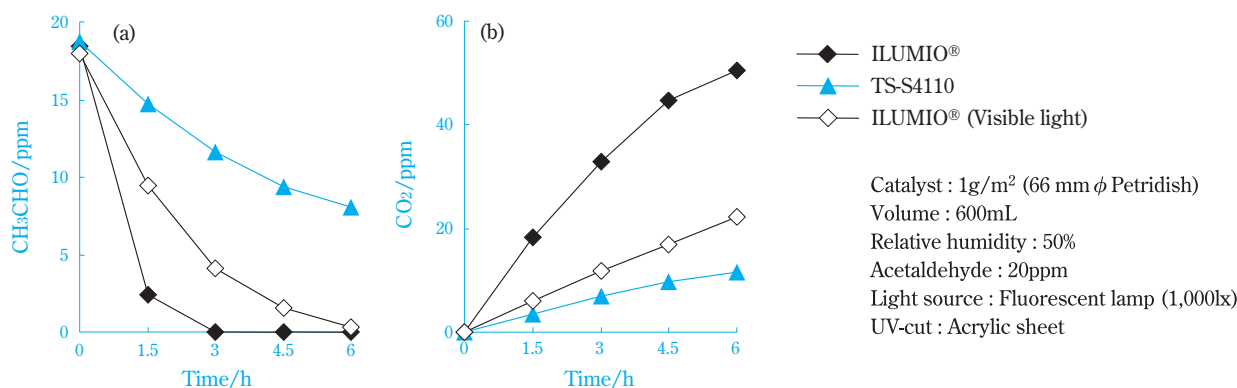 (a)
20
15
10
5
0
CH₃CHO/ppm
0 1.5 3 4.5 6
Time/h
(b)
60
40
20
0
CO₂/ppm
0 1.5 3 4.5 6
Time/h
ILUMIO®
TS-S4110
ILUMIO® (Visible light)
Catalyst : 1g/m² (66 mm ϕ Petridish)
Volume : 600mL
Relative humidity : 50%
Acetaldehyde : 20ppm
Light source : Fluorescent lamp (1,000lx)
UV-cut : Acrylic sheet